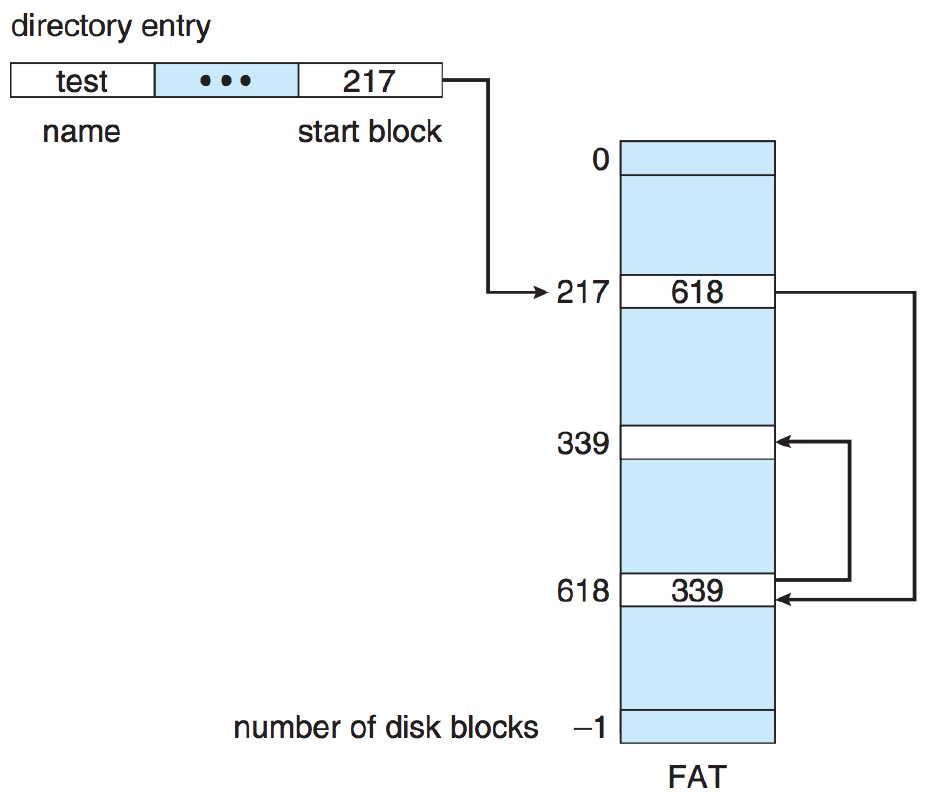 directory entry
test ••• 217
name start block
0
217 618
339
618 339
number of disk blocks –1
FAT